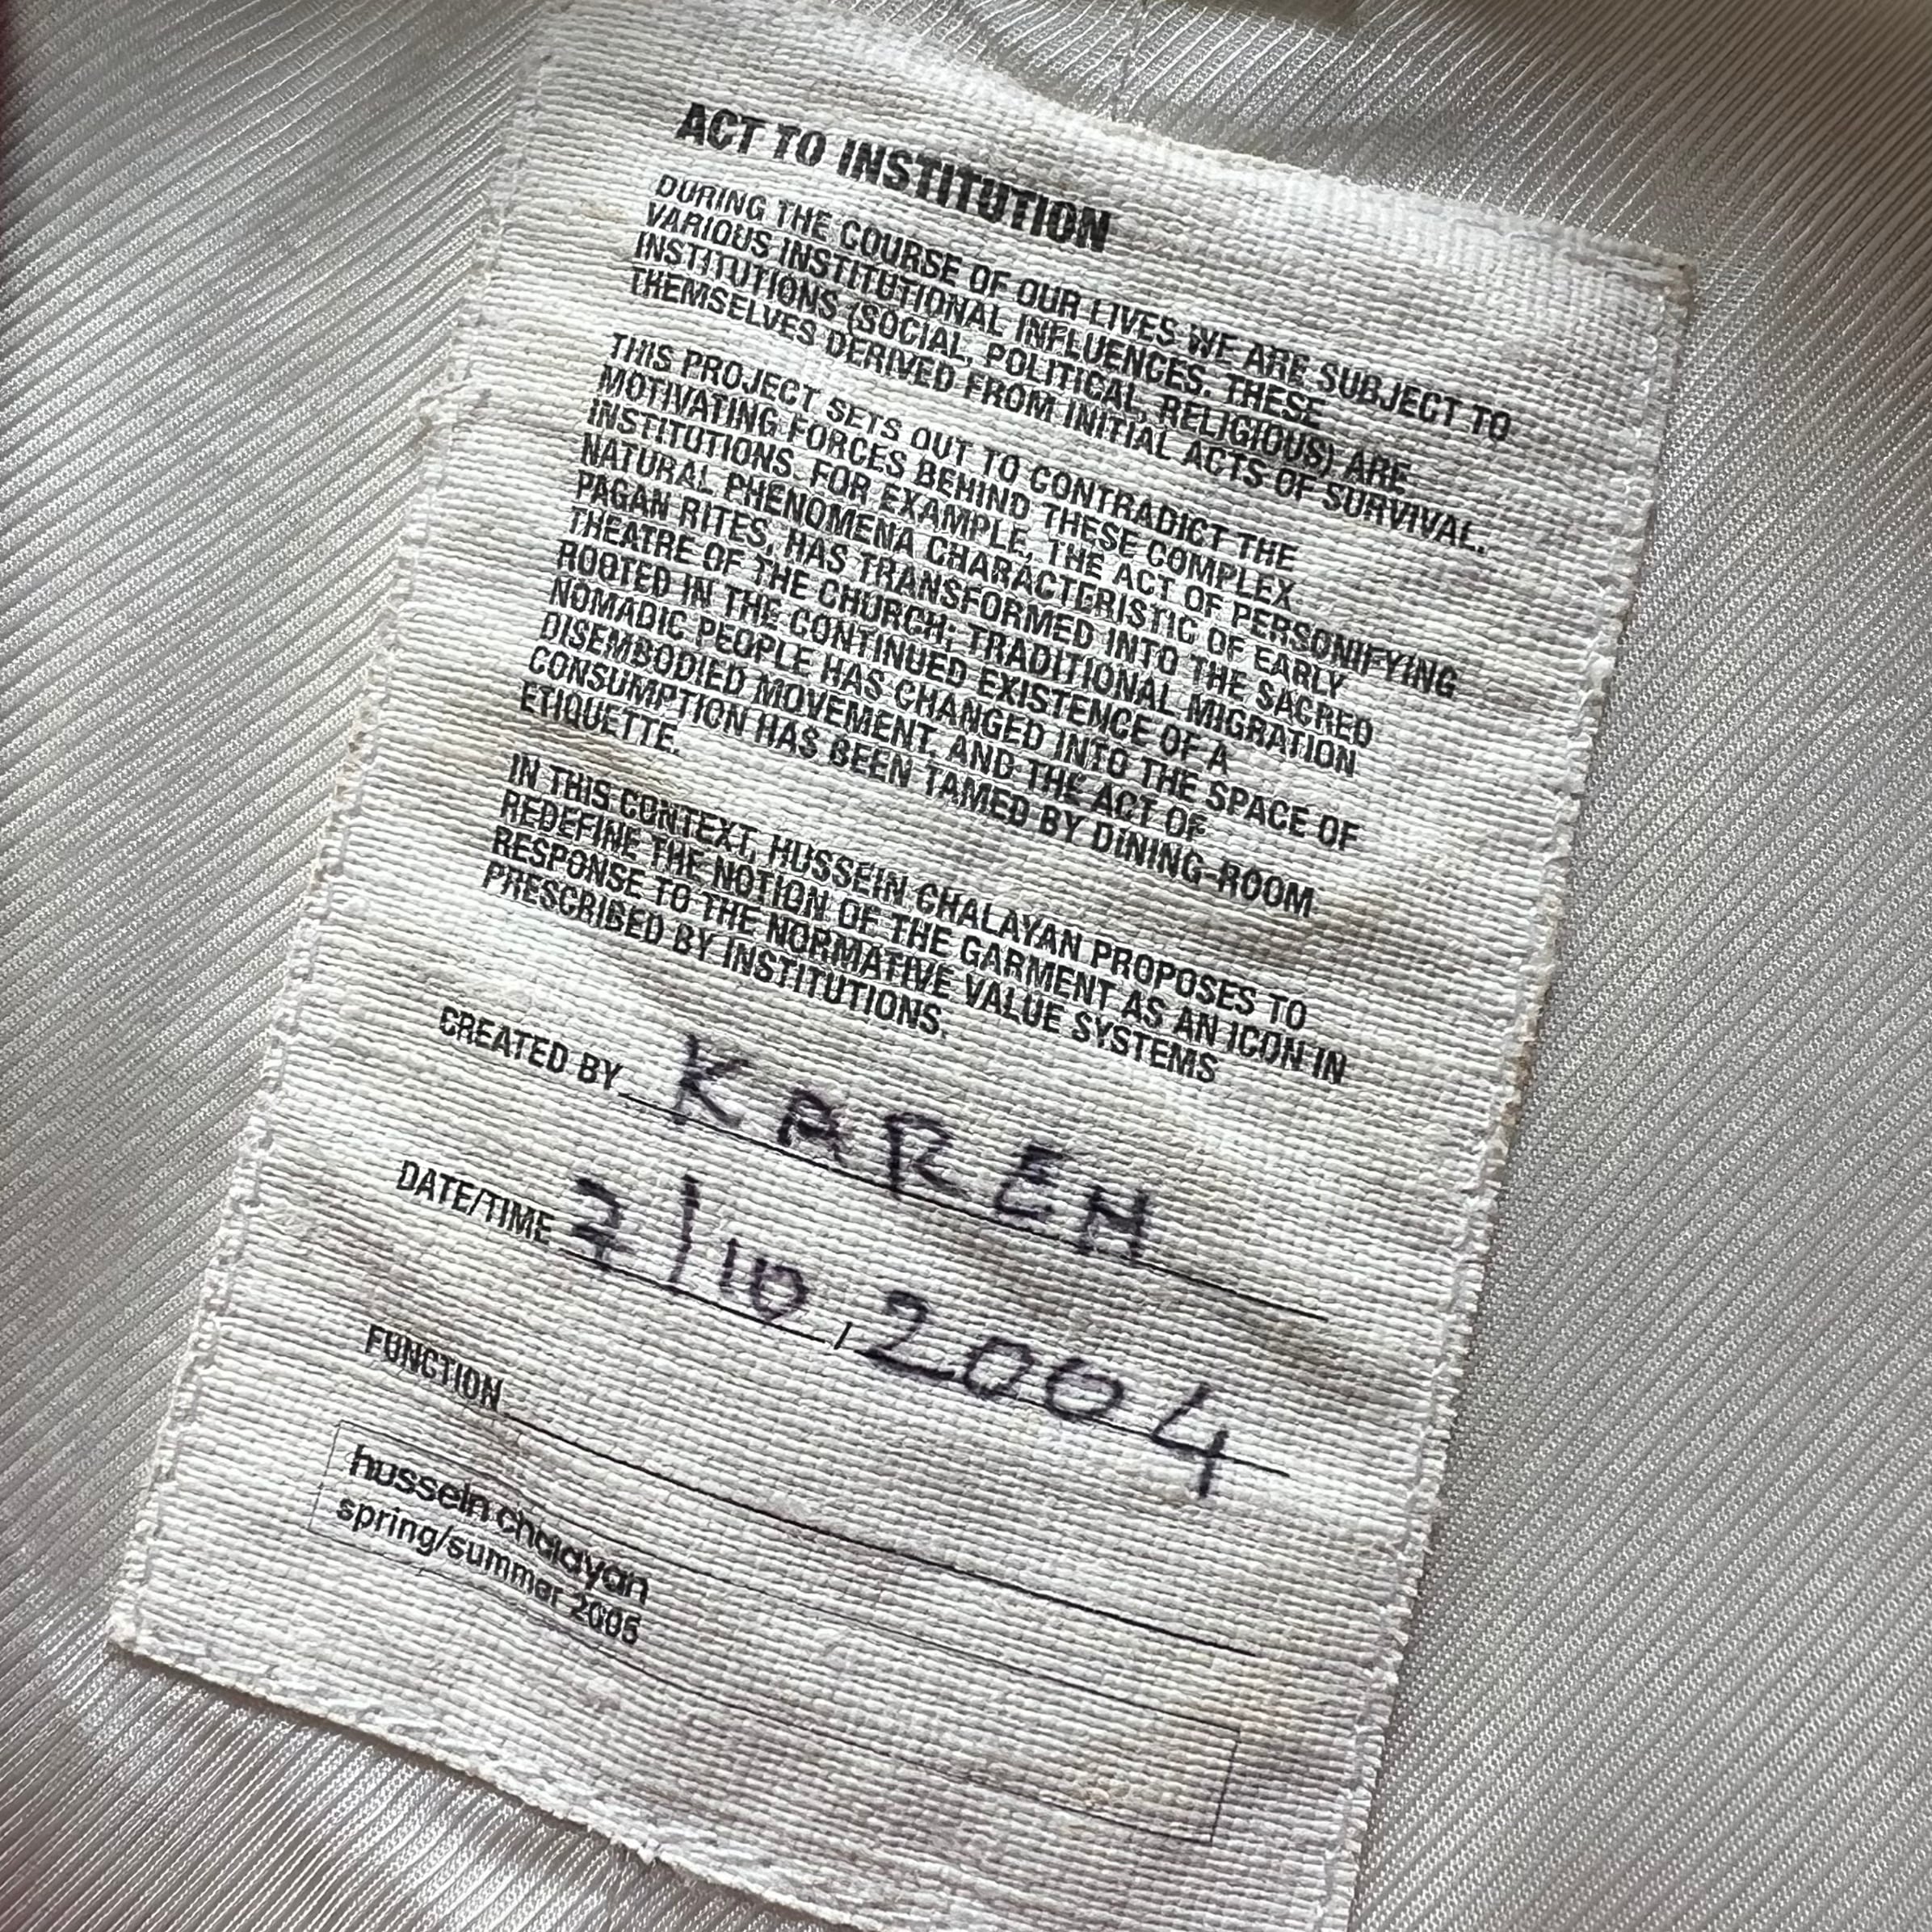 ACT TO INSTITUTION
DURING THE COURSE OF OUR LIVES WE ARE SUBJECT TO
VARIOUS INSTITUTIONAL INFLUENCES. THESE
INSTITUTIONS (SOCIAL, POLITICAL, RELIGIOUS) ARE
THEMSELVES DERIVED FROM INITIAL ACTS OF SURVIVAL.
THIS PROJECT SETS OUT TO CONTRADICT THE
MOTIVATING FORCES BEHIND THESE COMPLEX
INSTITUTIONS. FOR EXAMPLE, THE ACT OF PERSONIFYING
NATURAL PHENOMENA CHARACTERISTIC OF EARLY
PAGAN RITES, HAS TRANSFORMED INTO THE SACRED
THEATRE OF THE CHURCH; TRADITIONAL MIGRATION
ROOTED IN THE CONTINUED EXISTENCE OF A
NOMADIC PEOPLE HAS CHANGED INTO THE SPACE OF
DISEMBODIED MOVEMENT, AND THE ACT OF
CONSUMPTION HAS BEEN TAMED BY DINING-ROOM
ETIQUETTE.
IN THIS CONTEXT, HUSSEIN CHALAYAN PROPOSES TO
REDEFINE THE NOTION OF THE GARMENT AS AN ICON IN
RESPONSE TO THE NORMATIVE VALUE SYSTEMS
PRESCRIBED BY INSTITUTIONS.
CREATED BY KAREN
DATE/TIME 7/10/2004
FUNCTION
hussein chalayan
spring/summer 2005